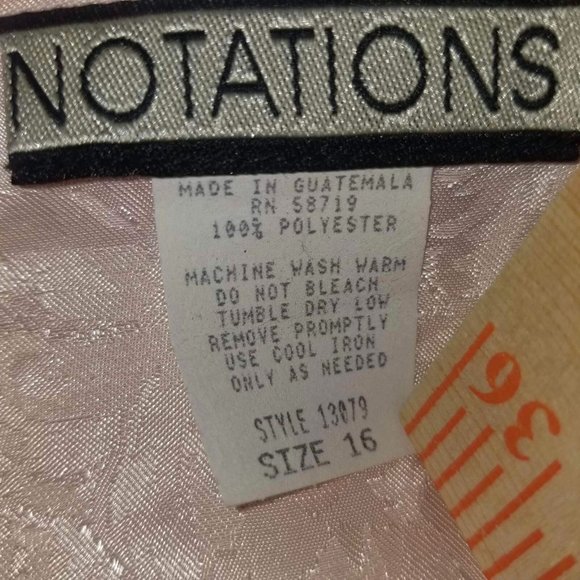 NOTATIONS
MADE IN GUATEMALA
RN 58719
100% POLYESTER
MACHINE WASH WARM
DO NOT BLEACH
TUMBLE DRY LOW
REMOVE PROMPTLY
USE COOL IRON
ONLY AS NEEDED
STYLE 13079
SIZE 16
36